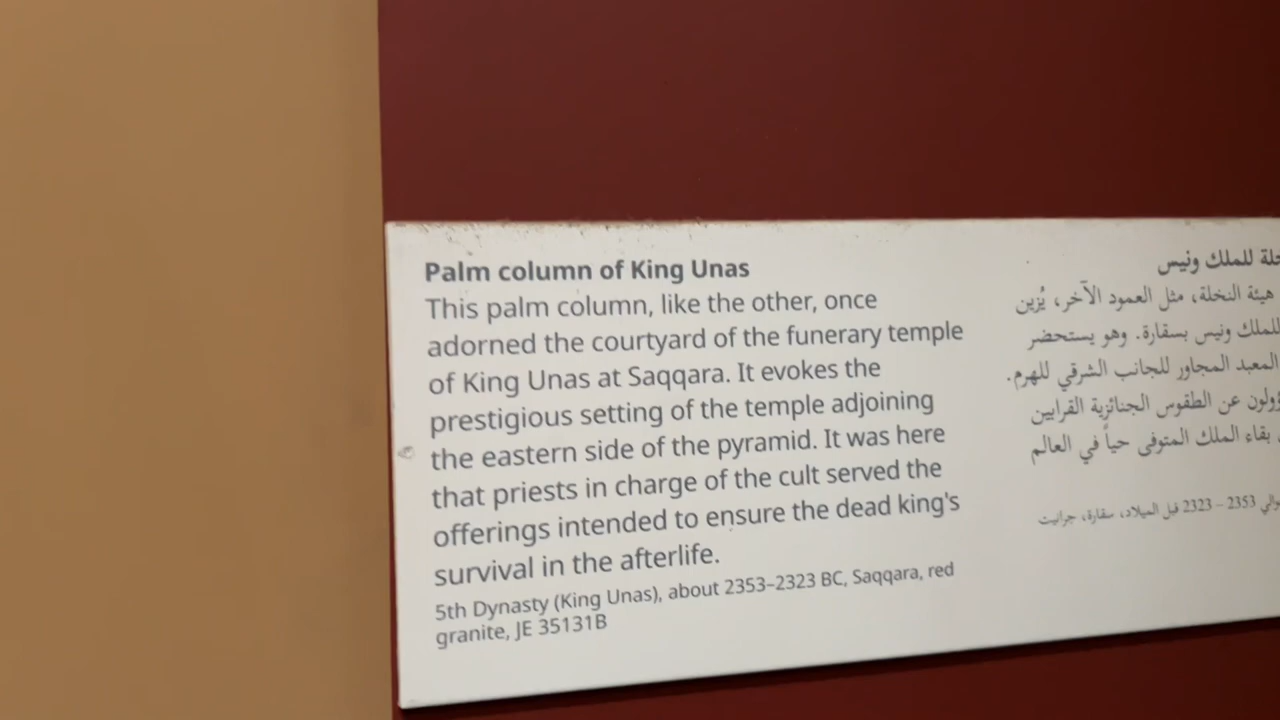 Palm column of King Unas
This palm column, like the other, once
adorned the courtyard of the funerary temple
of King Unas at Saqqara. It evokes the
prestigious setting of the temple adjoining
the eastern side of the pyramid. It was here
that priests in charge of the cult served the
offerings intended to ensure the dead king's
survival in the afterlife.
5th Dynasty (King Unas), about 2353–2323 BC, Saqqara, red
granite, JE 35131B
للملك ونيس
هيئة النخلة، مثل العمود الآخر، يُزين
للملك ونيس بسقارة. وهو يستحضر
المعبد المجاور للجانب الشرقي للهرم.
عن الطقوس الجنائزية القرابين
بقاء الملك المتوفى حياً في العالم
2353 – 2323 قبل الميلاد، سقارة، جرانيت